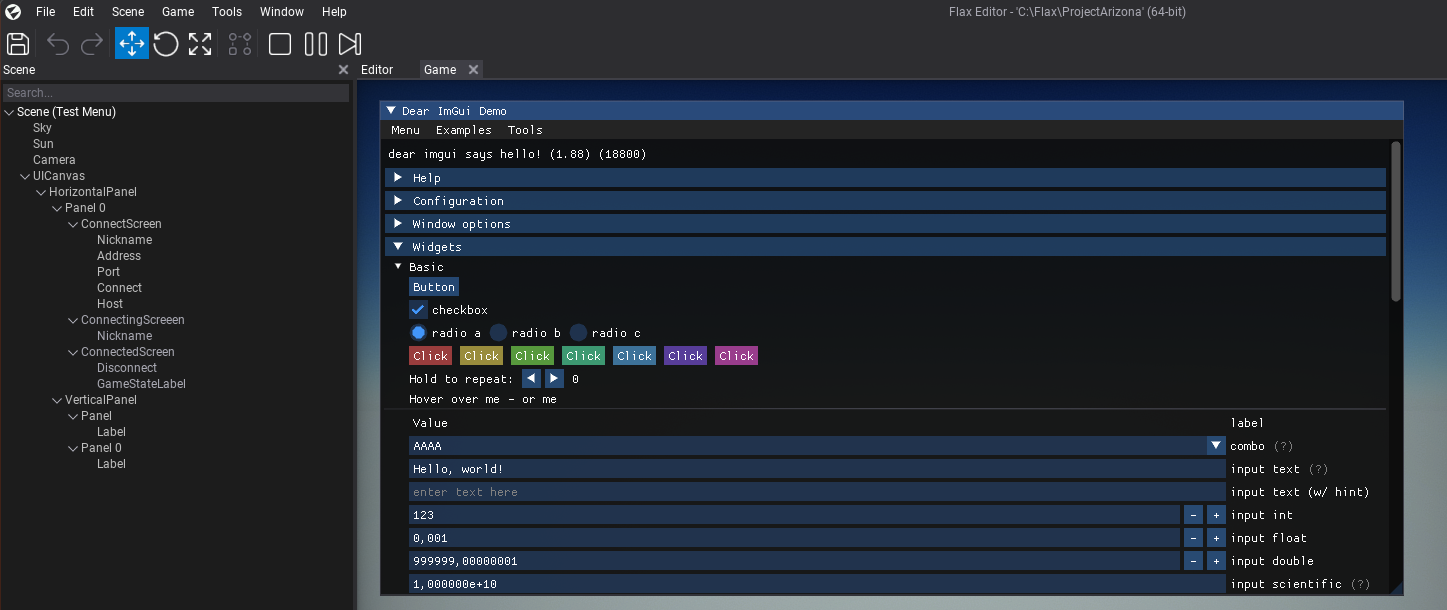 File Edit Scene Game Tools Window Help
Flax Editor - 'C:\Flax\ProjectArizona' (64-bit)
Scene
Editor Game
Search...
Scene (Test Menu)
Sky
Sun
Camera
UICanvas
HorizontalPanel
Panel 0
ConnectScreen
Nickname
Address
Port
Connect
Host
ConnectingScreeen
Nickname
ConnectedScreen
Disconnect
GameStateLabel
VerticalPanel
Panel
Label
Panel 0
Label
Dear ImGui Demo
Menu Examples Tools
dear imgui says hello! (1.88) (18800)
Help
Configuration
Window options
Widgets
Basic
Button
checkbox
radio a radio b radio c
Click Click Click Click Click Click Click
Hold to repeat: 0
Hover over me - or me
Value label
AAAA combo (?)
Hello, world! input text (?)
enter text here input text (w/ hint)
123 - + input int
0,001 - + input float
999999,00000001 - + input double
1,000000e+10 input scientific (?)